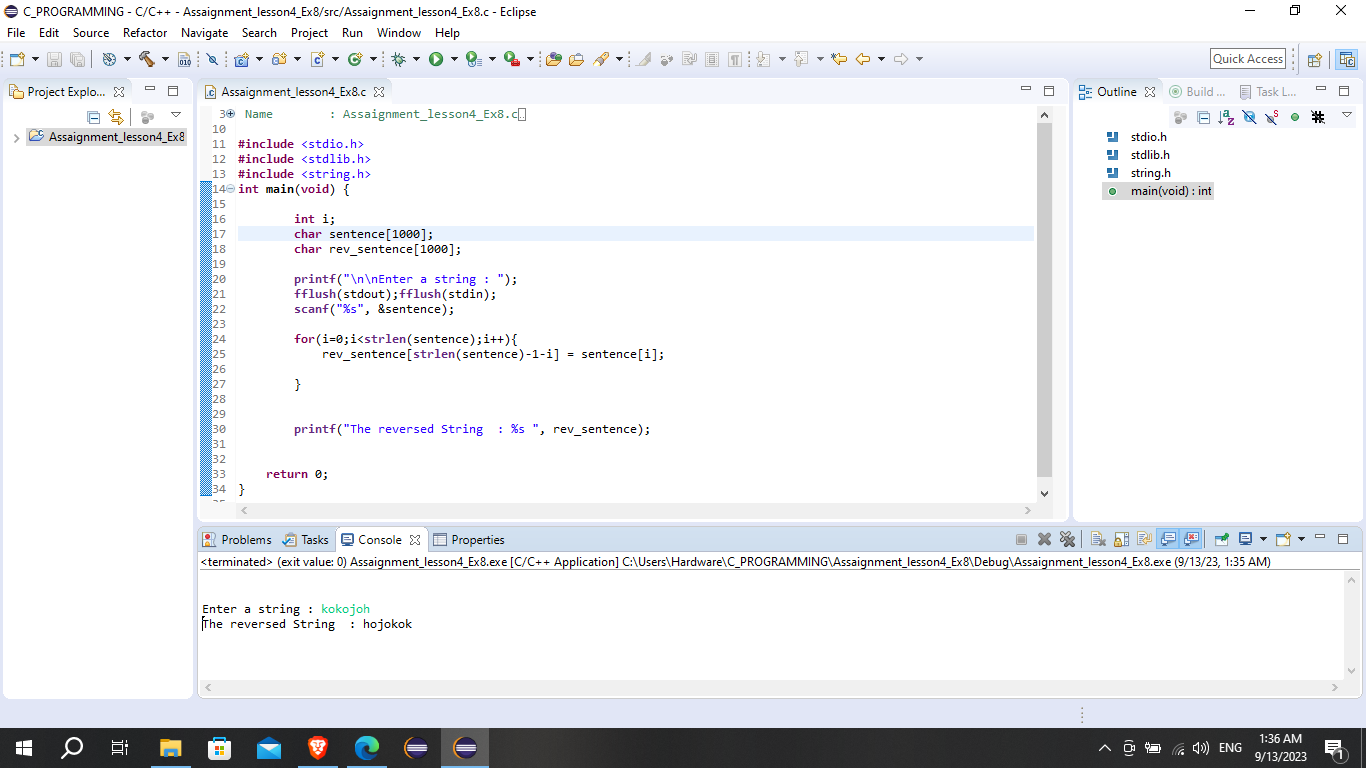 C_PROGRAMMING - C/C++ - Assaignment_lesson4_Ex8/src/Assaignment_lesson4_Ex8.c - Eclipse
File Edit Source Refactor Navigate Search Project Run Window Help
Quick Access
Project Explo...
Assaignment_lesson4_Ex8
Assaignment_lesson4_Ex8.c
3 Name : Assaignment_lesson4_Ex8.c
10
11 #include <stdio.h>
12 #include <stdlib.h>
13 #include <string.h>
14 int main(void) {
15
16 int i;
17 char sentence[1000];
18 char rev_sentence[1000];
19
20 printf("\n\nEnter a string : ");
21 fflush(stdout);fflush(stdin);
22 scanf("%s", &sentence);
23
24 for(i=0;i<strlen(sentence);i++){
25 rev_sentence[strlen(sentence)-1-i] = sentence[i];
26
27 }
28
29
30 printf("The reversed String  : %s ", rev_sentence);
31
32
33 return 0;
34 }
Outline Build ... Task L...
stdio.h
stdlib.h
string.h
main(void) : int
Problems Tasks Console Properties
<terminated> (exit value: 0) Assaignment_lesson4_Ex8.exe [C/C++ Application] C:\Users\Hardware\C_PROGRAMMING\Assaignment_lesson4_Ex8\Debug\Assaignment_lesson4_Ex8.exe (9/13/23, 1:35 AM)
Enter a string : kokojoh
The reversed String  : hojokok
ENG
1:36 AM
9/13/2023
1